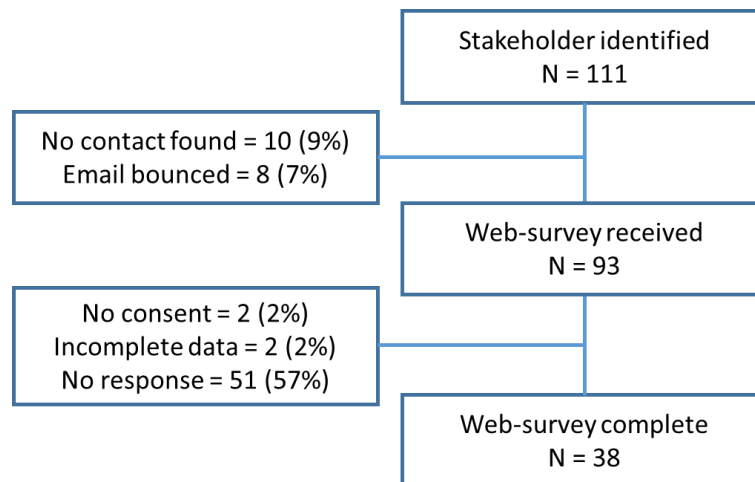 Stakeholder identified
N = 111
No contact found = 10 (9%)
Email bounced = 8 (7%)
Web-survey received
N = 93
No consent = 2 (2%)
Incomplete data = 2 (2%)
No response = 51 (57%)
Web-survey complete
N = 38